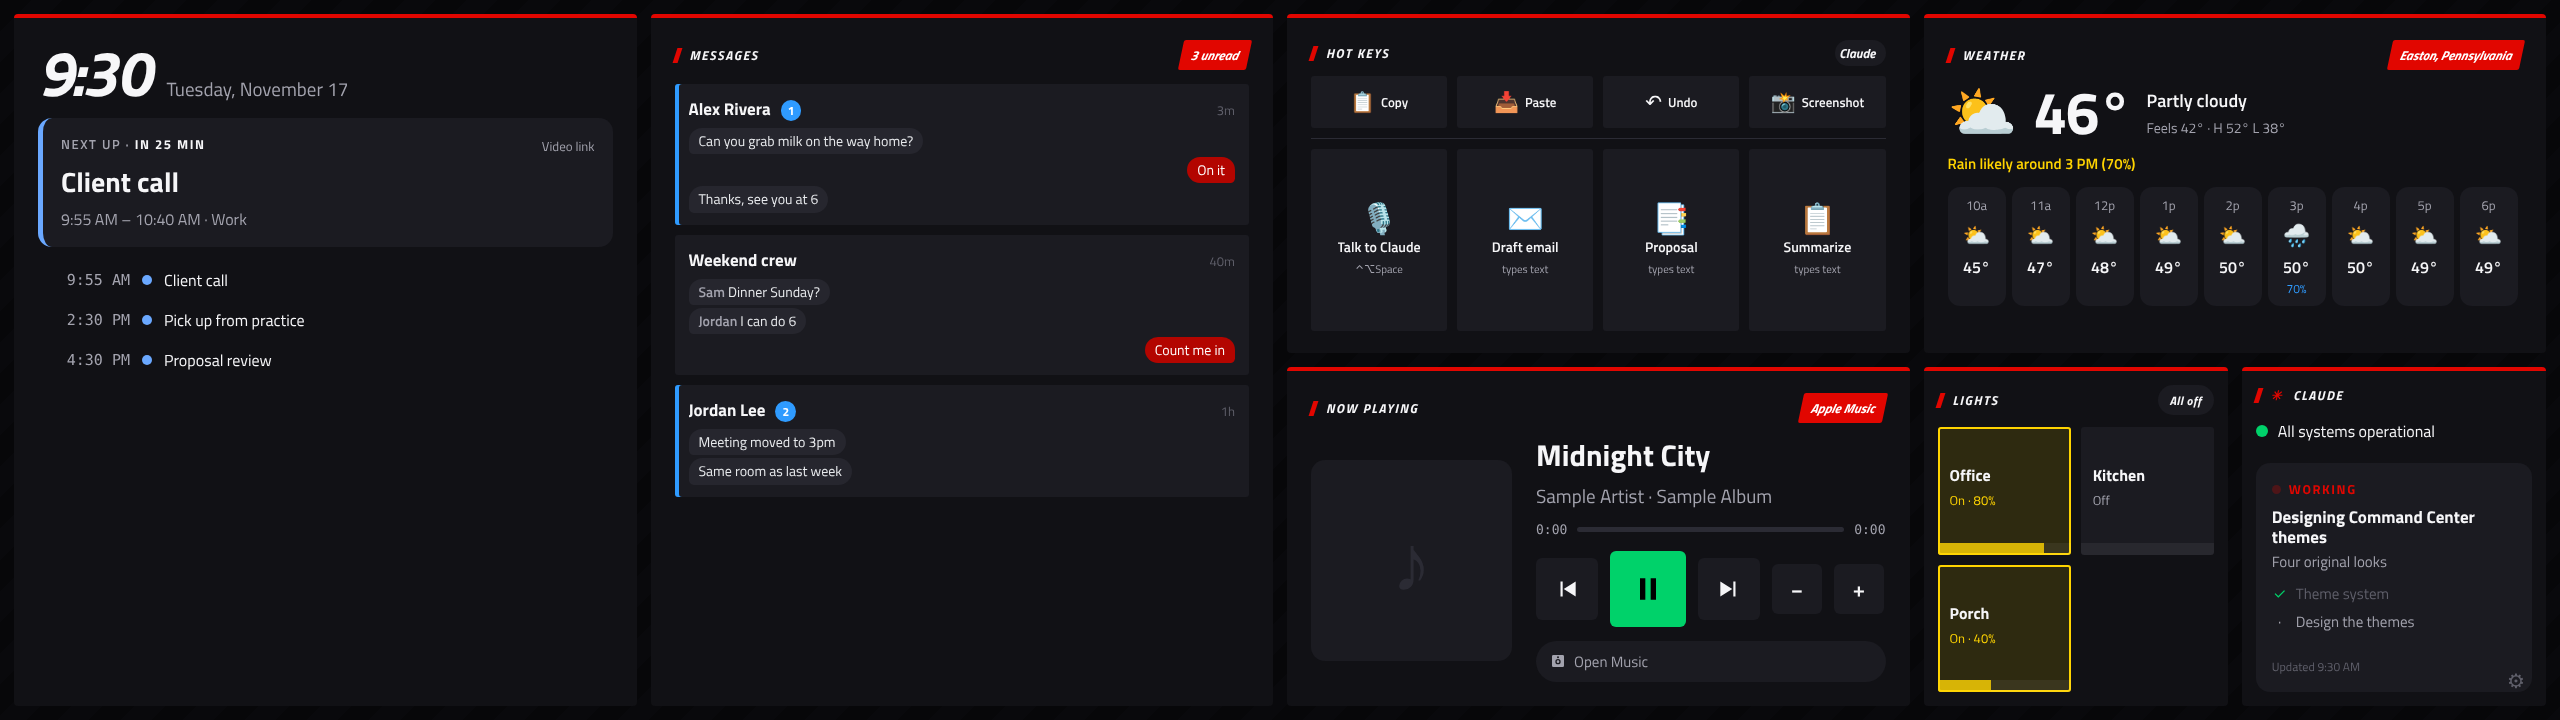 9:30 Tuesday, November 17
NEXT UP · IN 25 MIN
Video link
Client call
9:55 AM – 10:40 AM · Work
9:55 AM Client call
2:30 PM Pick up from practice
4:30 PM Proposal review
MESSAGES
3 unread
Alex Rivera 1
3m
Can you grab milk on the way home?
On it
Thanks, see you at 6
Weekend crew
40m
Sam Dinner Sunday?
Jordan I can do 6
Count me in
Jordan Lee 2
1h
Meeting moved to 3pm
Same room as last week
HOT KEYS
Claude
Copy
Paste
Undo
Screenshot
Talk to Claude
^⌥Space
Draft email
types text
Proposal
types text
Summarize
types text
NOW PLAYING
Apple Music
Midnight City
Sample Artist · Sample Album
0:00
0:00
Open Music
WEATHER
Easton, Pennsylvania
46°
Partly cloudy
Feels 42° · H 52° L 38°
Rain likely around 3 PM (70%)
10a 11a 12p 1p 2p 3p 4p 5p 6p
45° 47° 48° 49° 50° 50° 50° 49° 49°
70%
LIGHTS
All off
Office
On · 80%
Kitchen
Off
Porch
On · 40%
CLAUDE
All systems operational
WORKING
Designing Command Center
themes
Four original looks
✓ Theme system
· Design the themes
Updated 9:30 AM